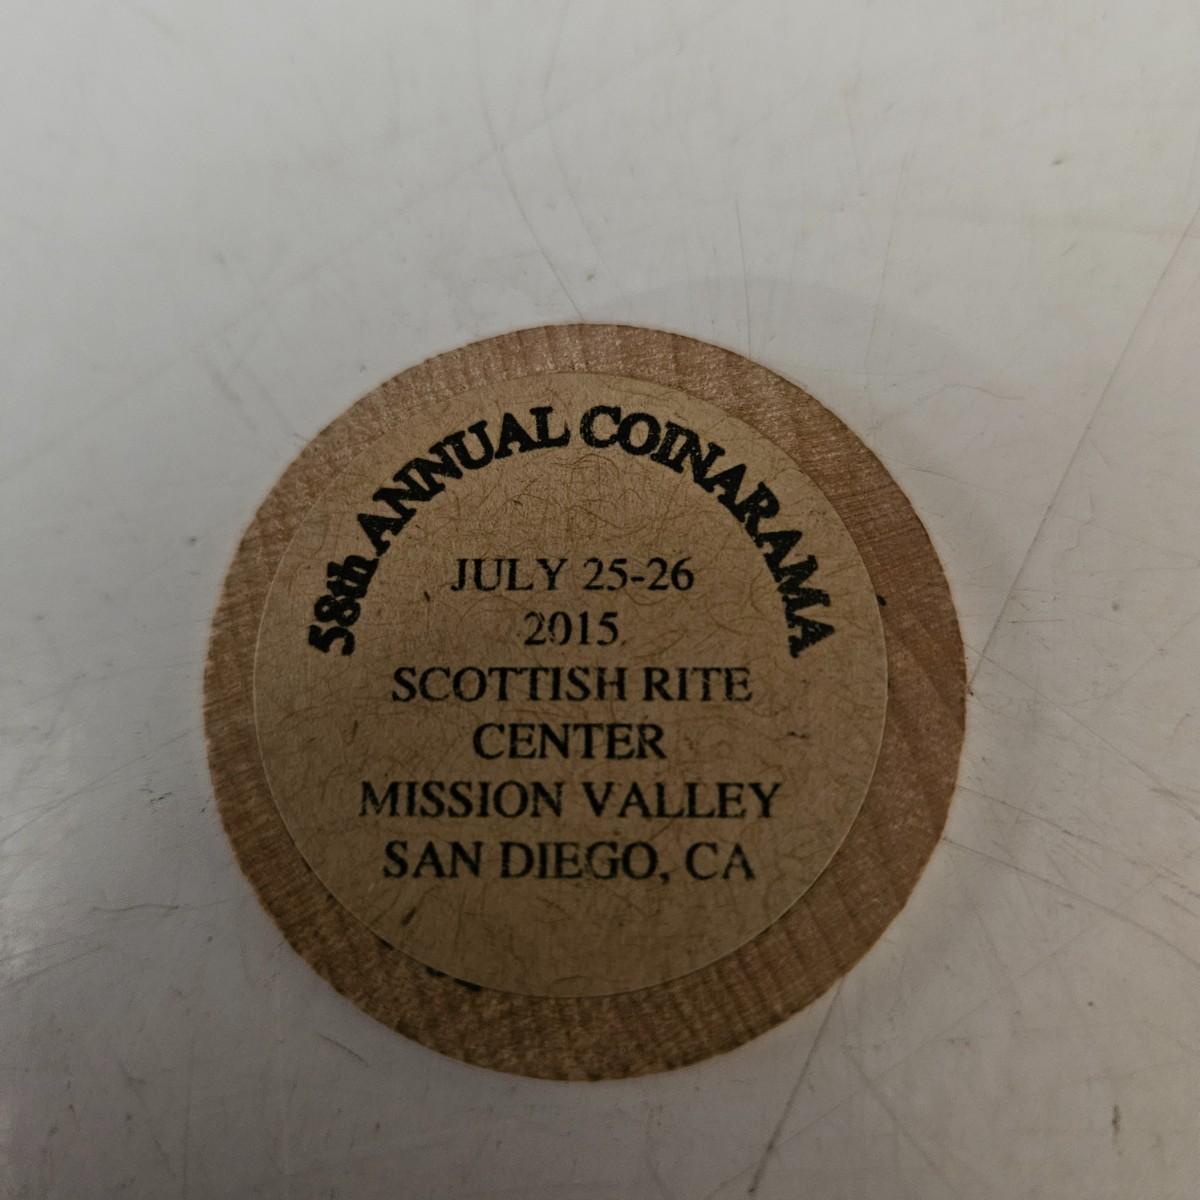 58th ANNUAL COINARAMA
JULY 25-26
2015
SCOTTISH RITE
CENTER
MISSION VALLEY
SAN DIEGO, CA